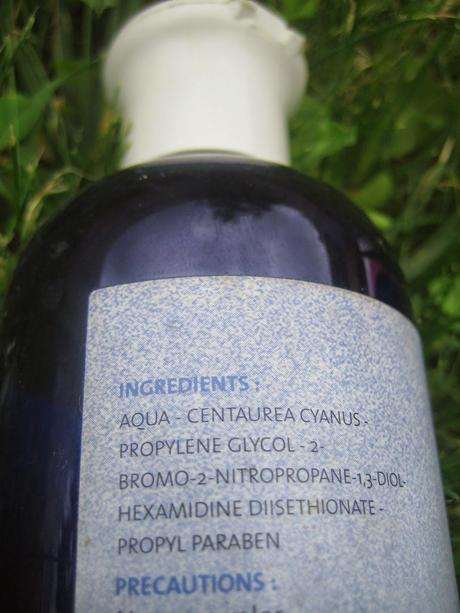 INGREDIENTS :
AQUA - CENTAUREA CYANUS -
PROPYLENE GLYCOL - 2-
BROMO-2-NITROPROPANE-1,3-DIOL-
HEXAMIDINE DIISETHIONATE -
PROPYL PARABEN
PRECAUTIONS :